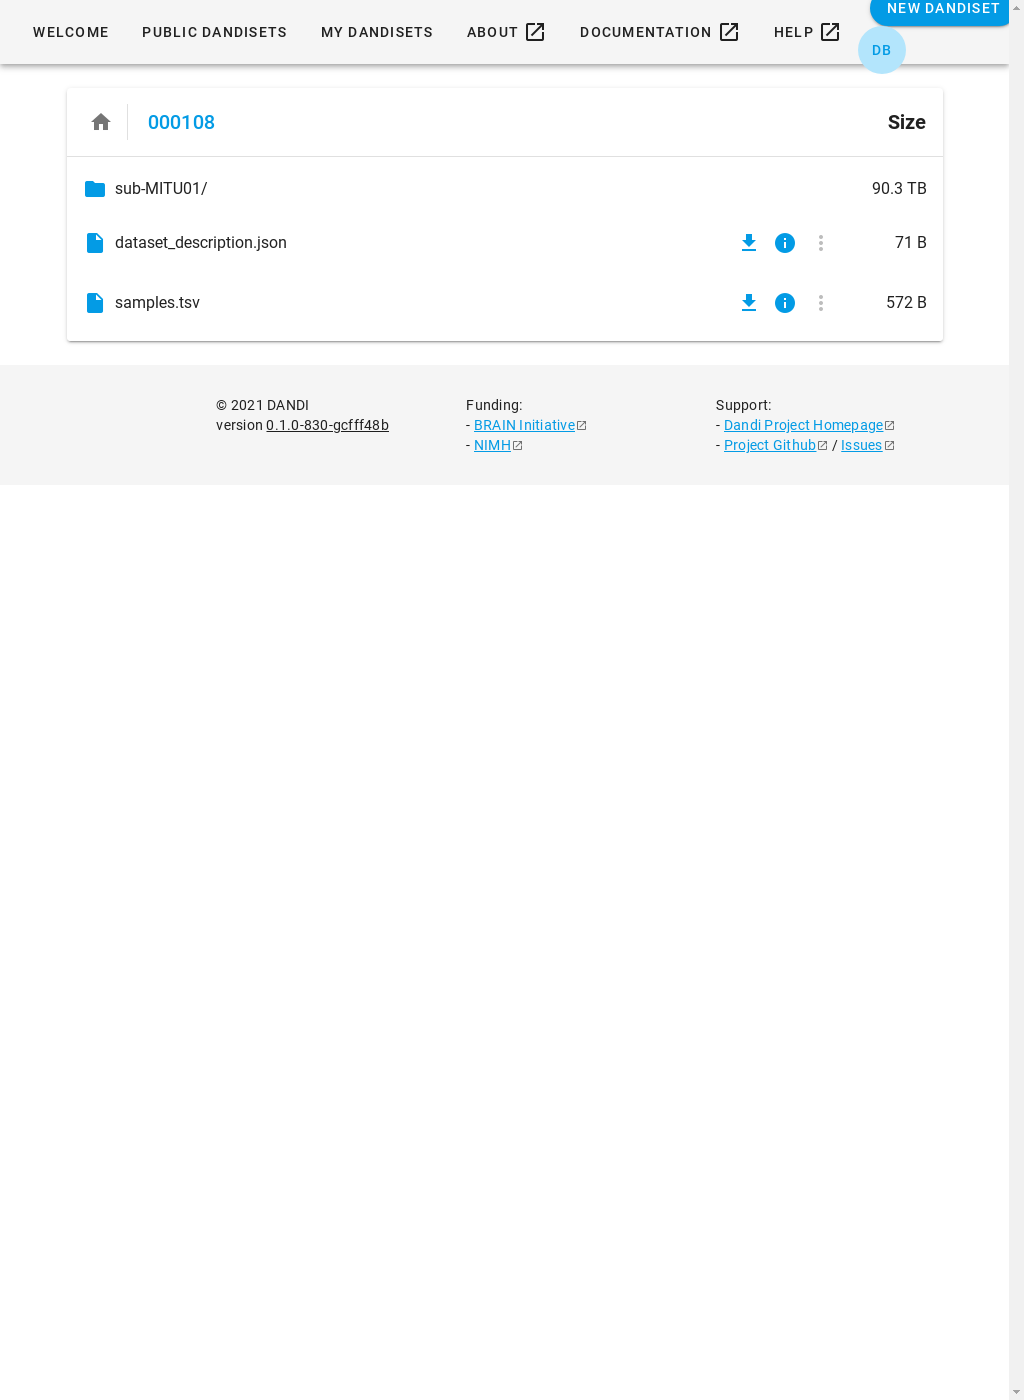 WELCOME PUBLIC DANDISETS MY DANDISETS ABOUT DOCUMENTATION HELP NEW DANDISET
DB
000108 Size
sub-MITU01/ 90.3 TB
dataset_description.json 71 B
samples.tsv 572 B
© 2021 DANDI
version 0.1.0-830-gcfff48b
Funding:
- BRAIN Initiative
- NIMH
Support:
- Dandi Project Homepage
- Project Github / Issues